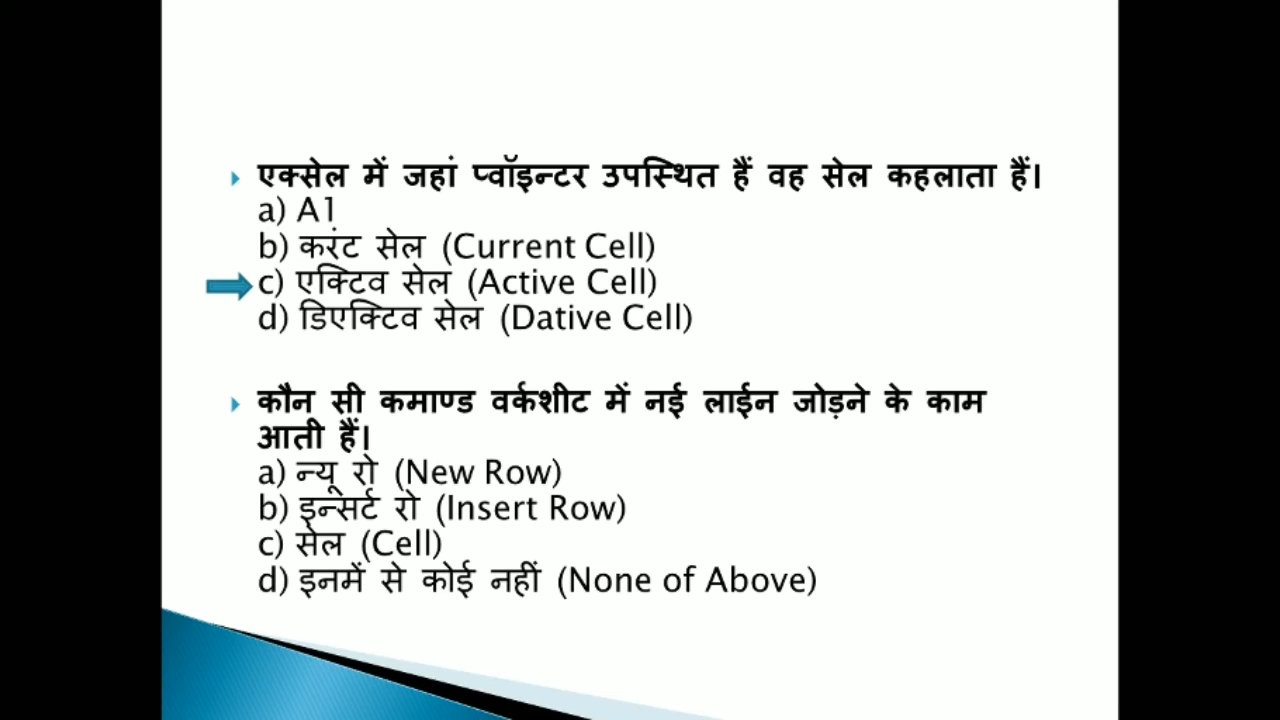 एक्सेल में जहां प्वॉइन्टर उपस्थित हैं वह सेल कहलाता हैं।
a) A1
b) करंट सेल (Current Cell)
c) एक्टिव सेल (Active Cell)
d) डिएक्टिव सेल (Dative Cell)
कौन सी कमाण्ड वर्कशीट में नई लाईन जोड़ने के काम
आती हैं।
a) न्यू रो (New Row)
b) इन्सर्ट रो (Insert Row)
c) सेल (Cell)
d) इनमें से कोई नहीं (None of Above)